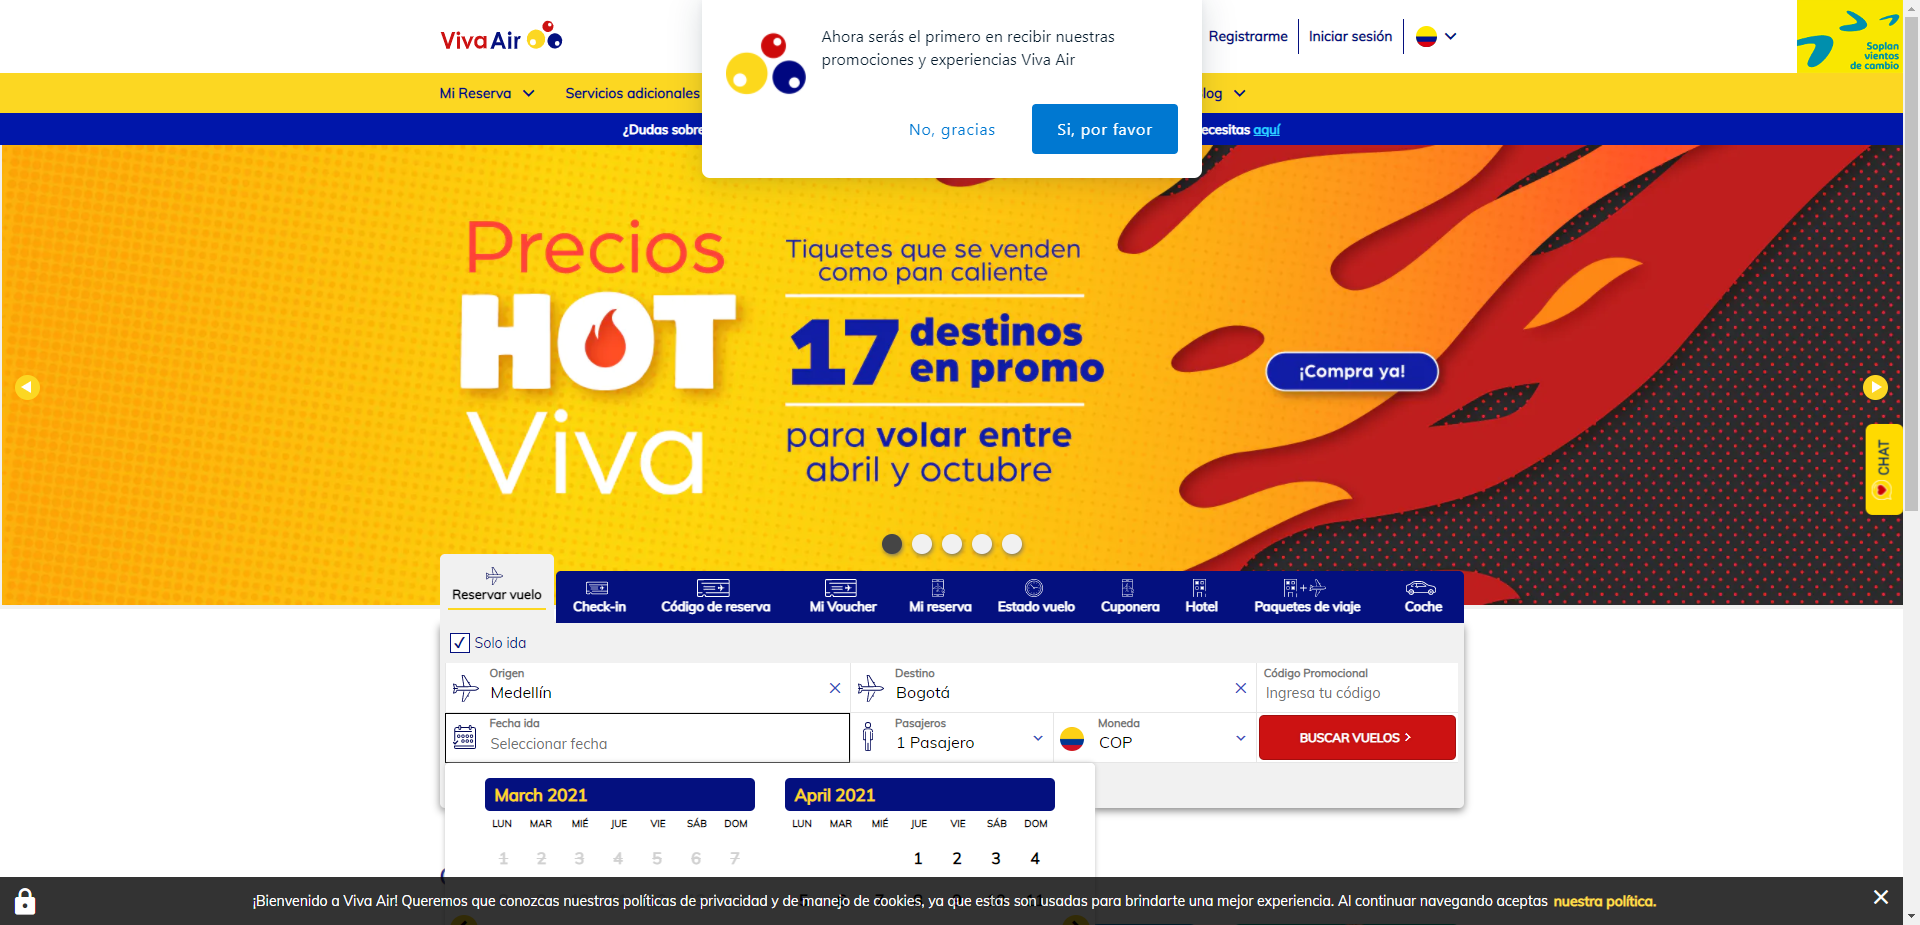 Viva Air
Ahora serás el primero en recibir nuestras
promociones y experiencias Viva Air
No, gracias
Si, por favor
Registrarme
Iniciar sesión
Soplan
vientos
de cambio
Mi Reserva
Servicios adicionales
log
¿Dudas sobre
ecesitas aquí
Precios
HOT
Viva
Tiquetes que se venden
como pan caliente
17 destinos
en promo
para volar entre
abril y octubre
¡Compra ya!
CHAT
Reservar vuelo
Check-in
Código de reserva
Mi Voucher
Mi reserva
Estado vuelo
Cuponera
Hotel
Paquetes de viaje
Coche
Solo ida
Origen
Medellín
Destino
Bogotá
Código Promocional
Ingresa tu código
Fecha ida
Seleccionar fecha
Pasajeros
1 Pasajero
Moneda
COP
BUSCAR VUELOS
March 2021
April 2021
LUN MAR MIÉ JUE VIE SÁB DOM
LUN MAR MIÉ JUE VIE SÁB DOM
1 2 3 4 5 6 7
1 2 3 4
¡Bienvenido a Viva Air! Queremos que conozcas nuestras políticas de privacidad y de manejo de cookies, ya que estas son usadas para brindarte una mejor experiencia. Al continuar navegando aceptas nuestra política.